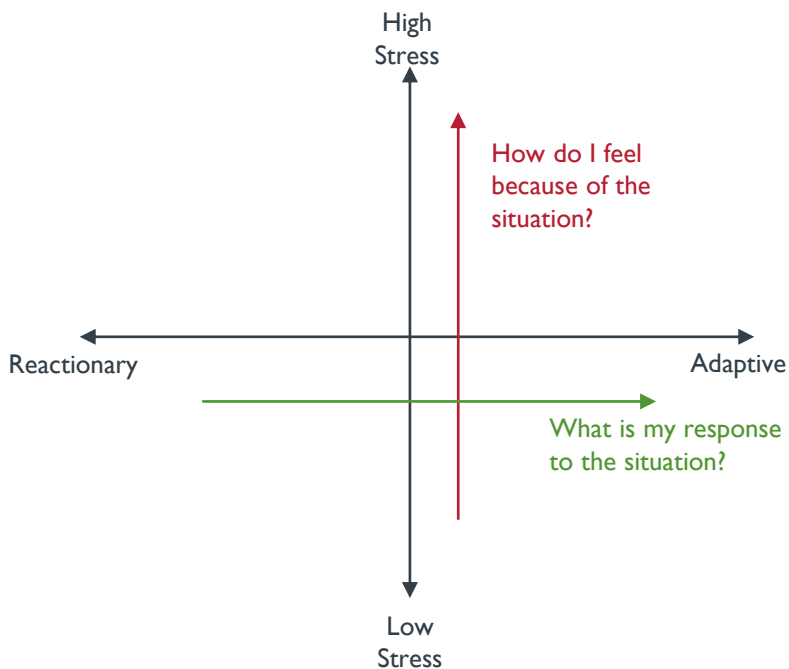 High
Stress
How do I feel
because of the
situation?
Reactionary
Adaptive
What is my response
to the situation?
Low
Stress